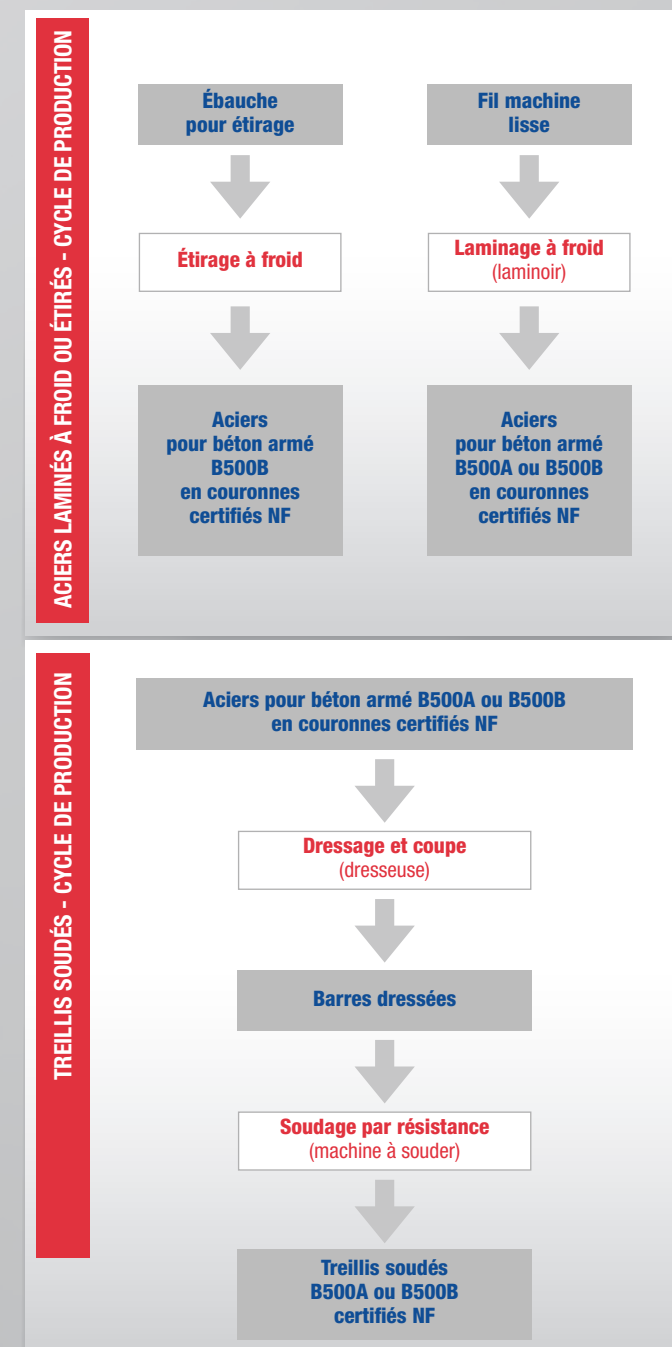 ACIERS LAMINÉS À FROID OU ÉTIRÉS - CYCLE DE PRODUCTION
Ébauche
pour étirage
Étirage à froid
Aciers
pour béton armé
B500B
en couronnes
certifiés NF
Fil machine
lisse
Laminage à froid
(laminoir)
Aciers
pour béton armé
B500A ou B500B
en couronnes
certifiés NF
TREILLIS SOUDÉS - CYCLE DE PRODUCTION
Aciers pour béton armé B500A ou B500B
en couronnes certifiés NF
Dressage et coupe
(dresseuse)
Barres dressées
Soudage par résistance
(machine à souder)
Treillis soudés
B500A ou B500B
certifiés NF